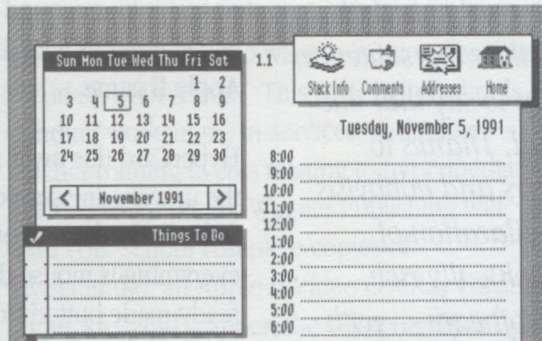 Sun Mon Tue Wed Thu Fri Sat
1 2
3 4 5 6 7 8 9
10 11 12 13 14 15 16
17 18 19 20 21 22 23
24 25 26 27 28 29 30
November 1991
Things To Do
1.1
Stack Info Comments Addresses Home
Tuesday, November 5, 1991
8:00
9:00
10:00
11:00
12:00
1:00
2:00
3:00
4:00
5:00
6:00